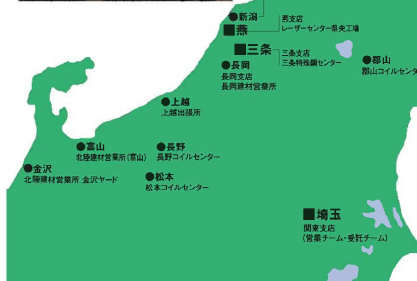 ●新潟
■燕
燕支店
レーザーセンター県央工場
■三条
三条支店
三条特殊鋼センター
●長岡
長岡支店
長岡建材営業所
●郡山
郡山コイルセンタ
●上越
上越出張所
●富山
北陸建材営業所(富山)
●長野
長野コイルセンター
●金沢
北陸建材営業所 金沢ヤード
●松本
松本コイルセンター
■埼玉
関東支店
(営業チーム・受託チーム)